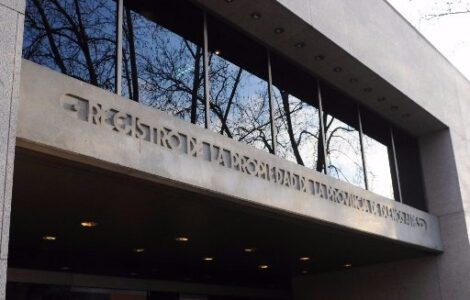 REGISTRO DE LA PROPIEDAD DE LA PROVINCIA DE BUENOS AIRES